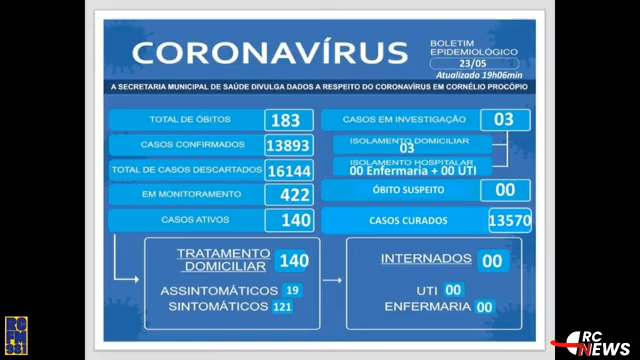 CORONAVÍRUS
BOLETIM
EPIDEMIOLÓGICO
23/05
Atualizado 19h06min
A SECRETARIA MUNICIPAL DE SAÚDE DIVULGA DADOS A RESPEITO DO CORONAVÍRUS EM CORNÉLIO PROCÓPIO
TOTAL DE ÓBITOS 183
CASOS CONFIRMADOS 13893
TOTAL DE CASOS DESCARTADOS 16144
EM MONITORAMENTO 422
CASOS ATIVOS 140
CASOS EM INVESTIGAÇÃO 03
ISOLAMENTO DOMICILIAR
03
ISOLAMENTO HOSPITALAR
00 Enfermaria + 00 UTI
ÓBITO SUSPEITO 00
CASOS CURADOS 13570
TRATAMENTO
DOMICILIAR 140
ASSINTOMÁTICOS 19
SINTOMÁTICOS 121
INTERNADOS 00
UTI 00
ENFERMARIA 00
RC
NEWS